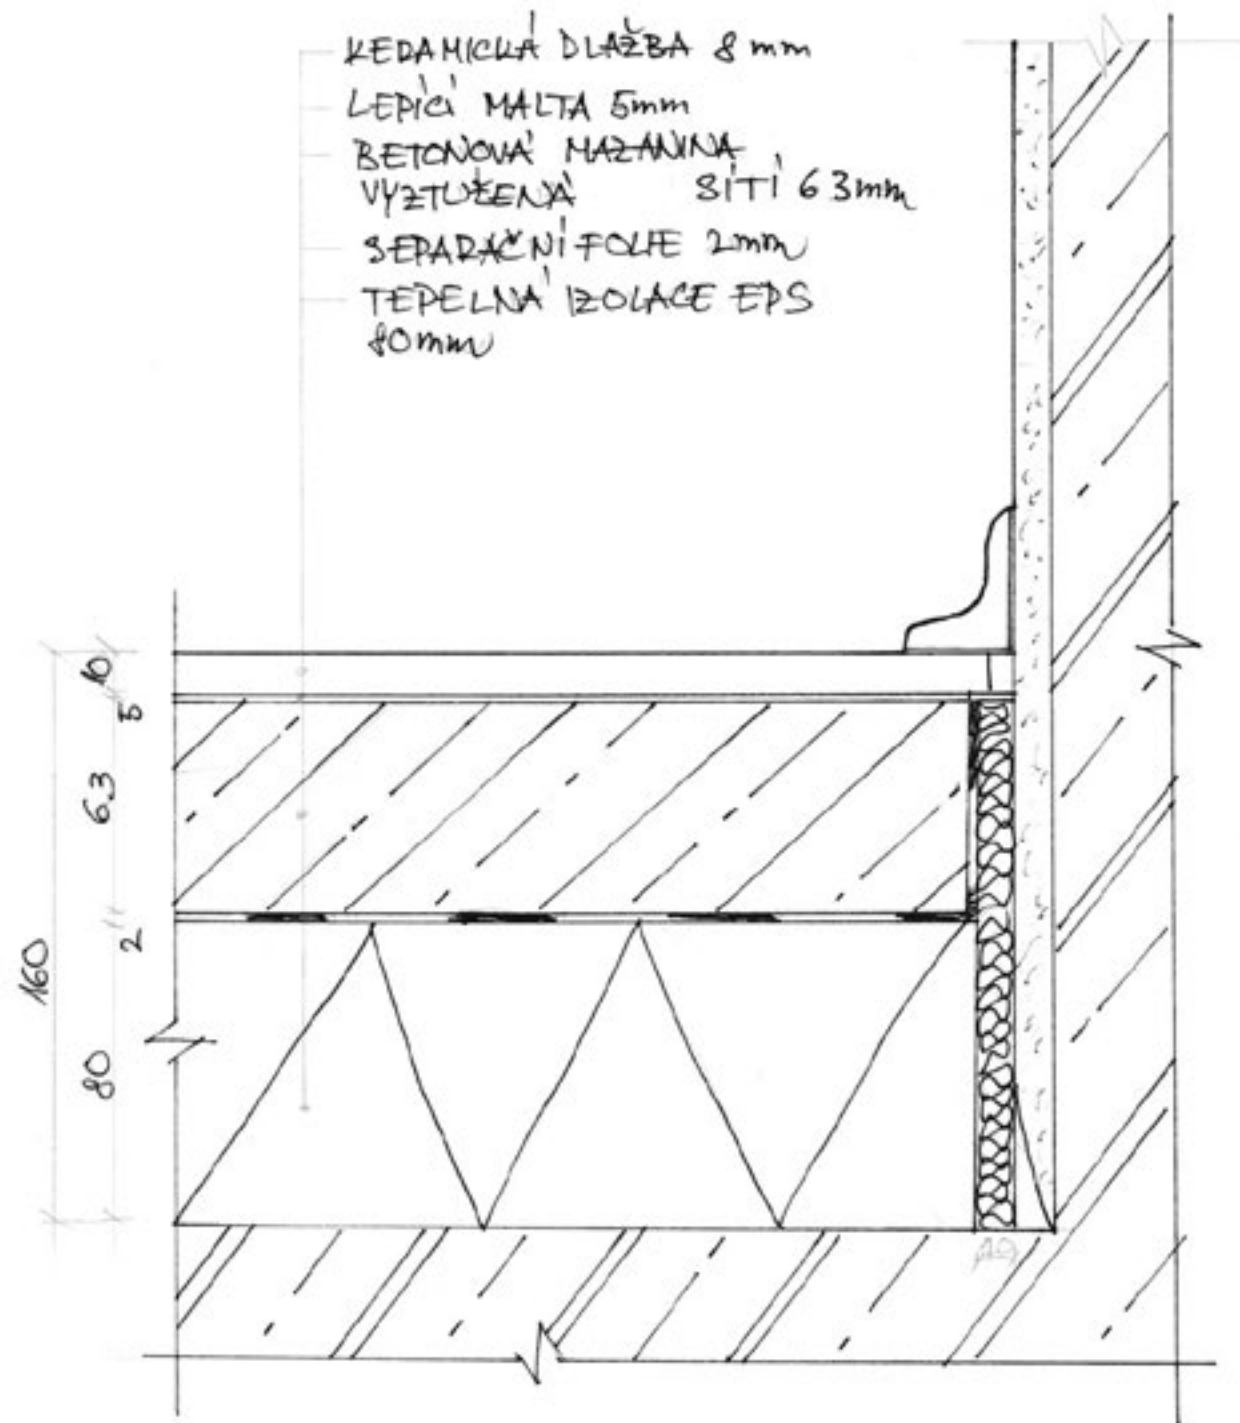 KERAMICKÁ DLAŽBA 8 mm
LEPÍCÍ MALTA 5mm
BETONOVÁ MAZANINA
VYZTUŽENÁ SÍTÍ 63mm
SEPARAČNÍ FOLIE 2mm
TEPELNÁ IZOLACE EPS
80mm
10
5
63
2
160
80